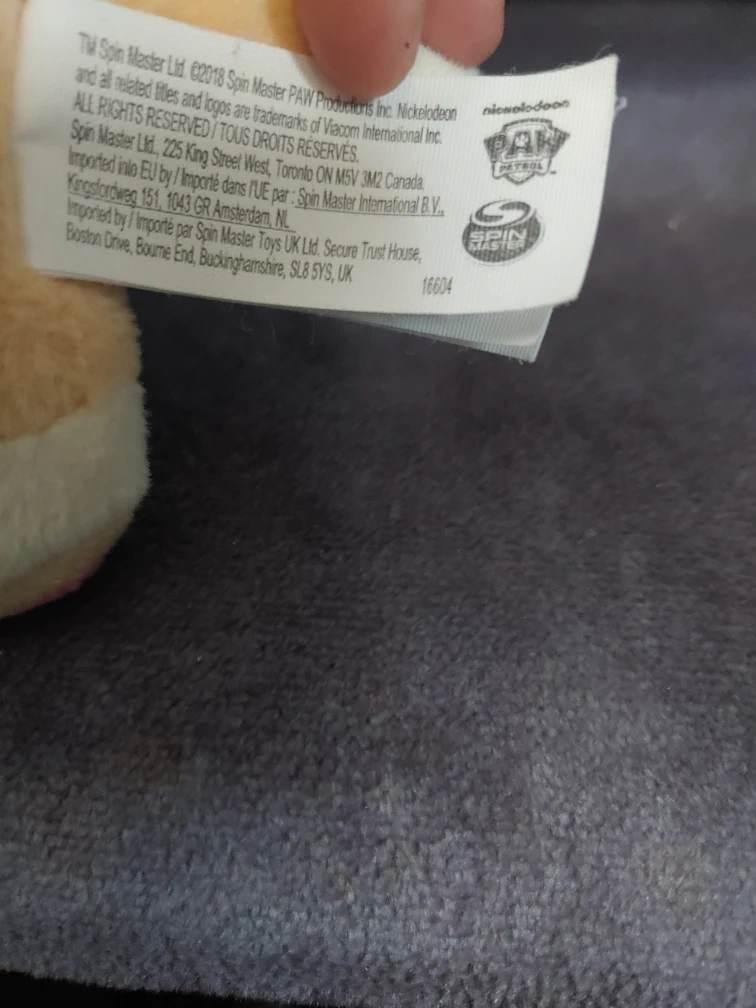 TM Spin Master Ltd. ©2018 Spin Master PAW Productions Inc. Nickelodeon
and all related titles and logos are trademarks of Viacom International Inc.
ALL RIGHTS RESERVED / TOUS DROITS RÉSERVÉS.
Spin Master Ltd., 225 King Street West, Toronto ON M5V 3M2 Canada
Imported into EU by / Importé dans l'UE par : Spin Master International B.V.,
Kingsfordweg 151, 1043 GR Amsterdam, NL
Imported by / Importé par Spin Master Toys UK Ltd. Secure Trust House,
Boston Drive, Bourne End, Buckinghamshire, SL8 5YS, UK
16604
nickelodeon
PAW
PATROL™
SPIN
MASTER